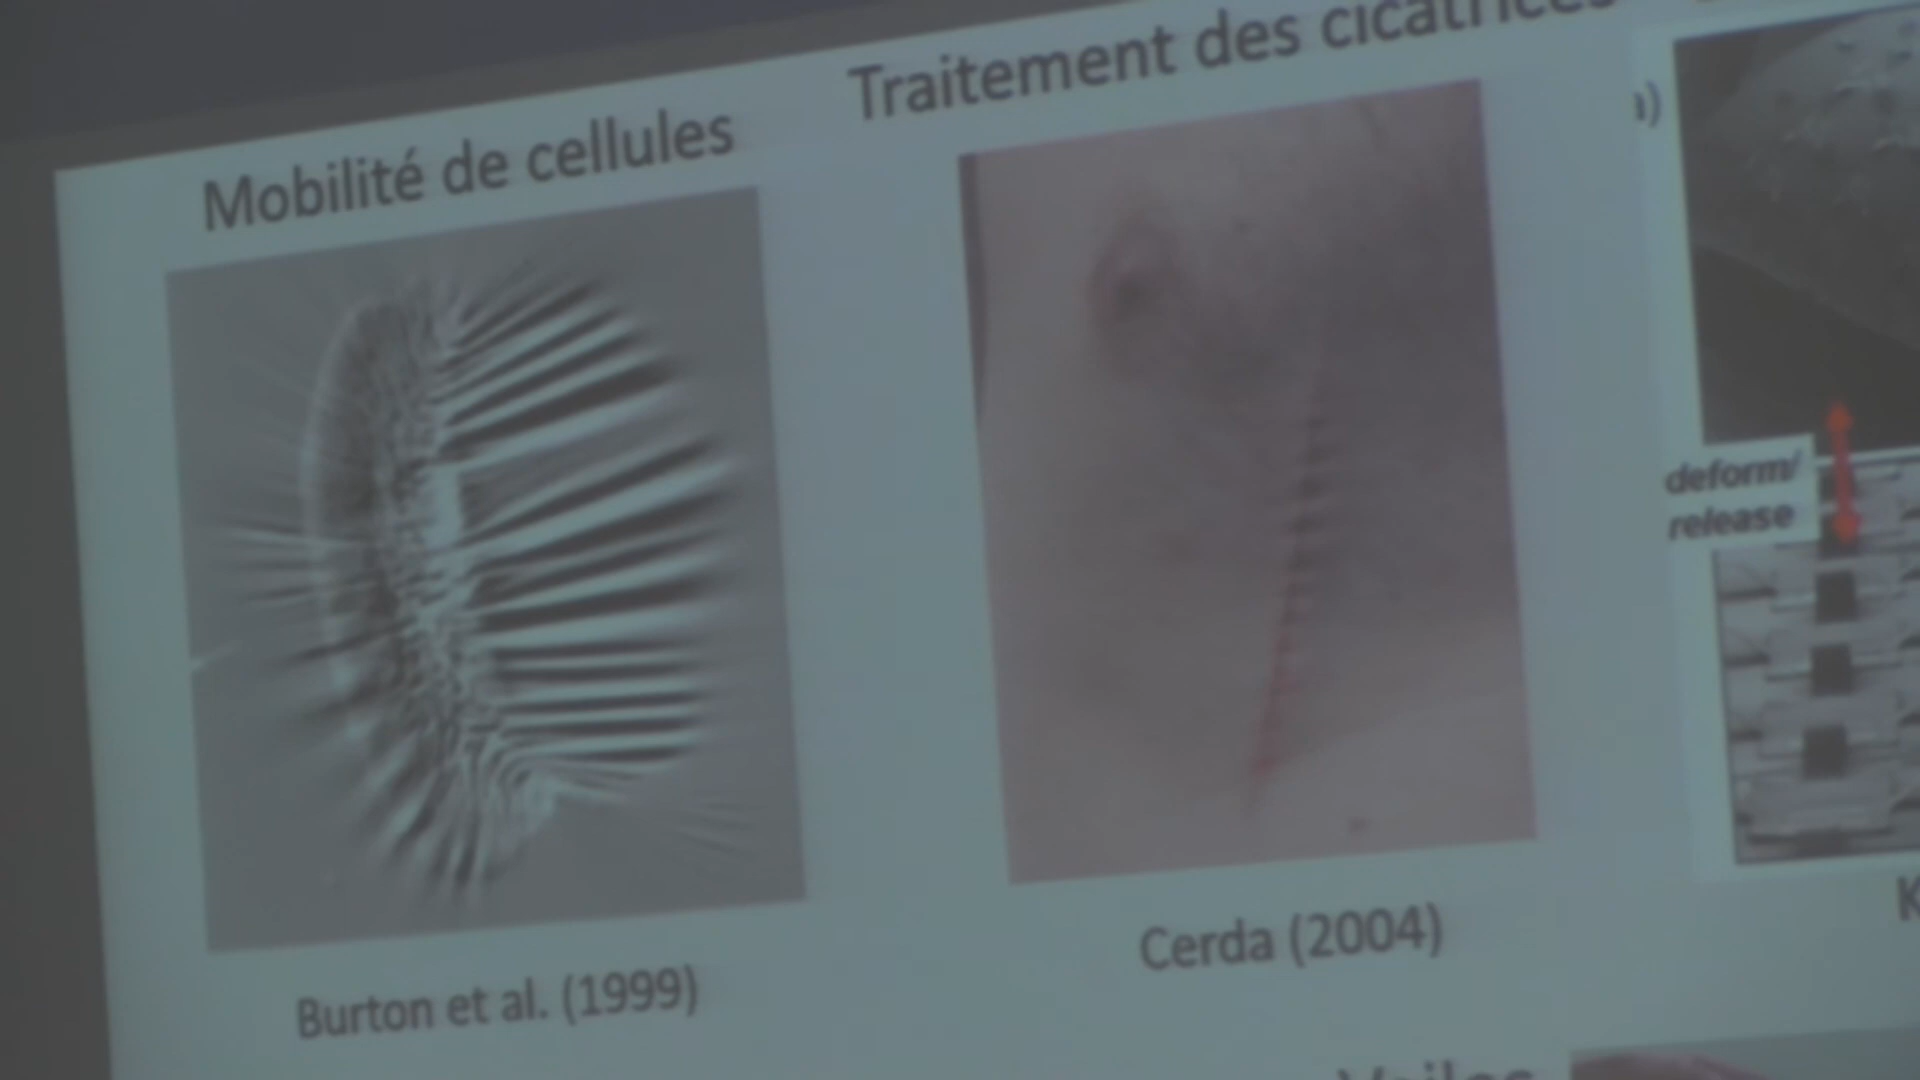 Mobilité de cellules
Traitement des cicatrices
deform/
release
Burton et al. (1999)
Cerda (2004)